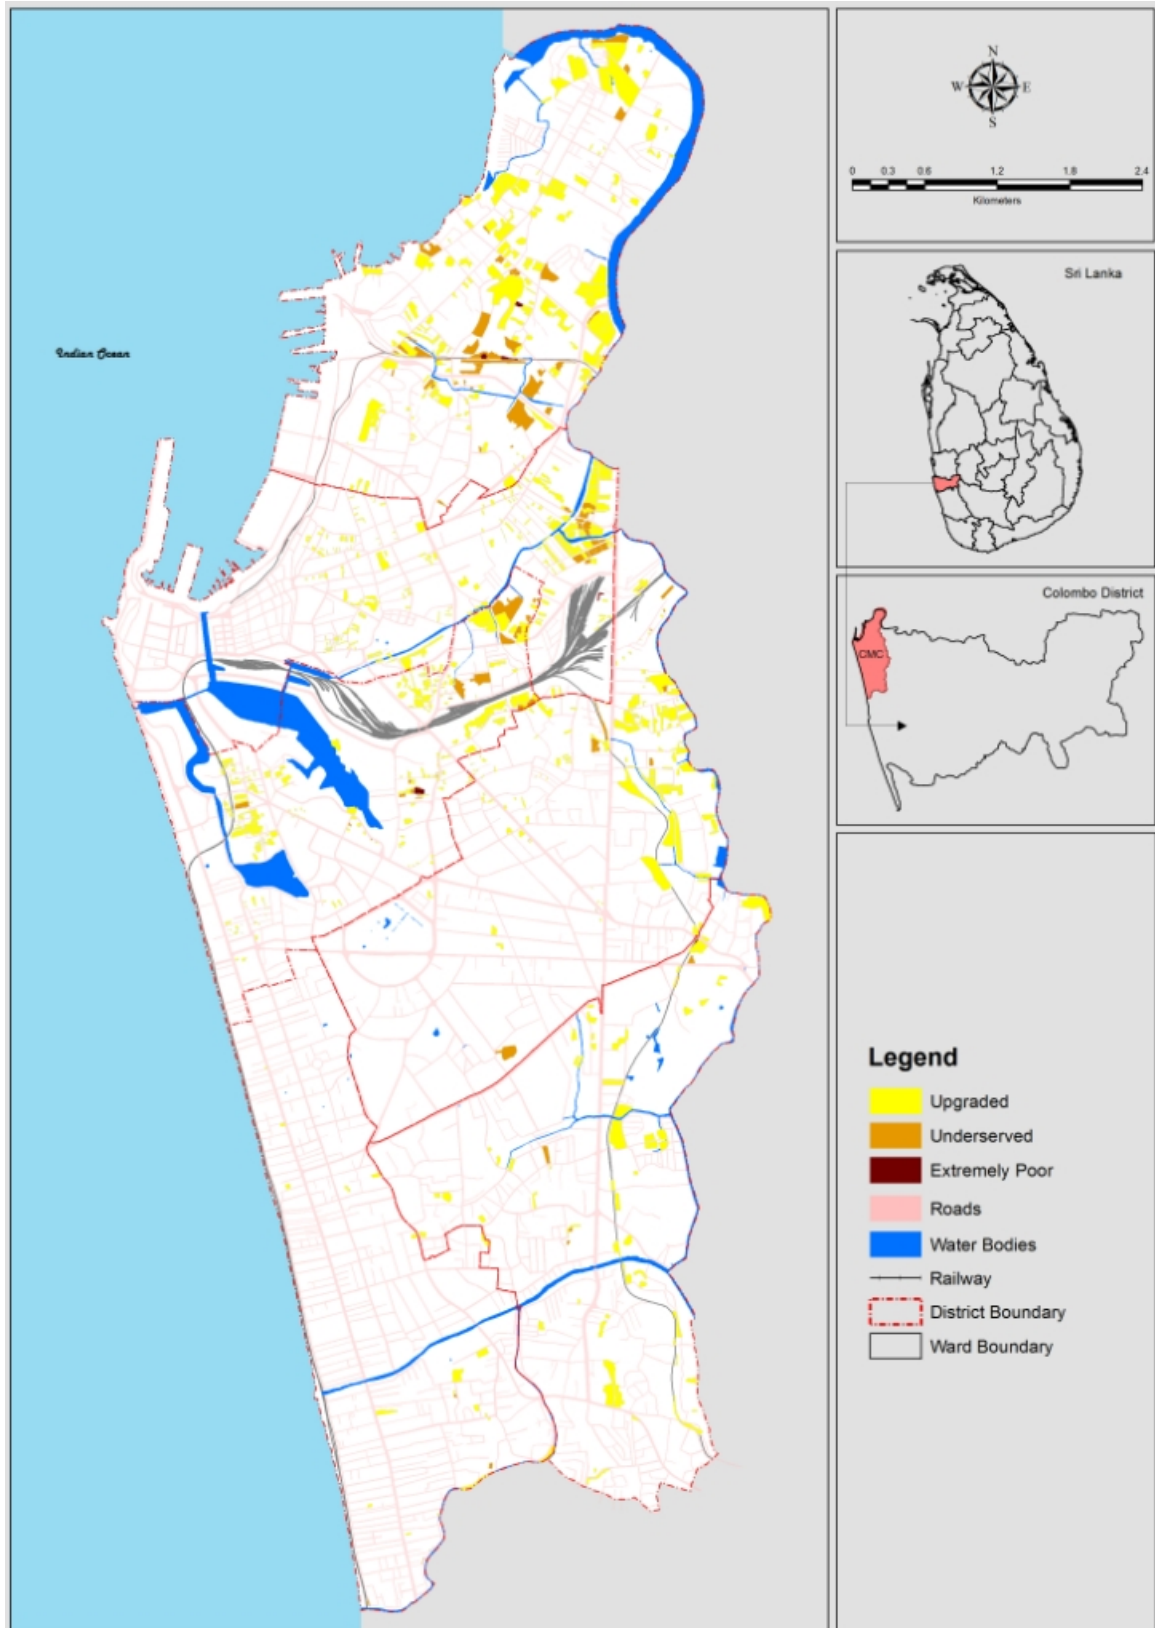 N
W E
S
0 0.3 0.6 1.2 1.8 2.4
Kilometers
Indian Ocean
Sri Lanka
Colombo District
CMC
Legend
Upgraded
Underserved
Extremely Poor
Roads
Water Bodies
Railway
District Boundary
Ward Boundary